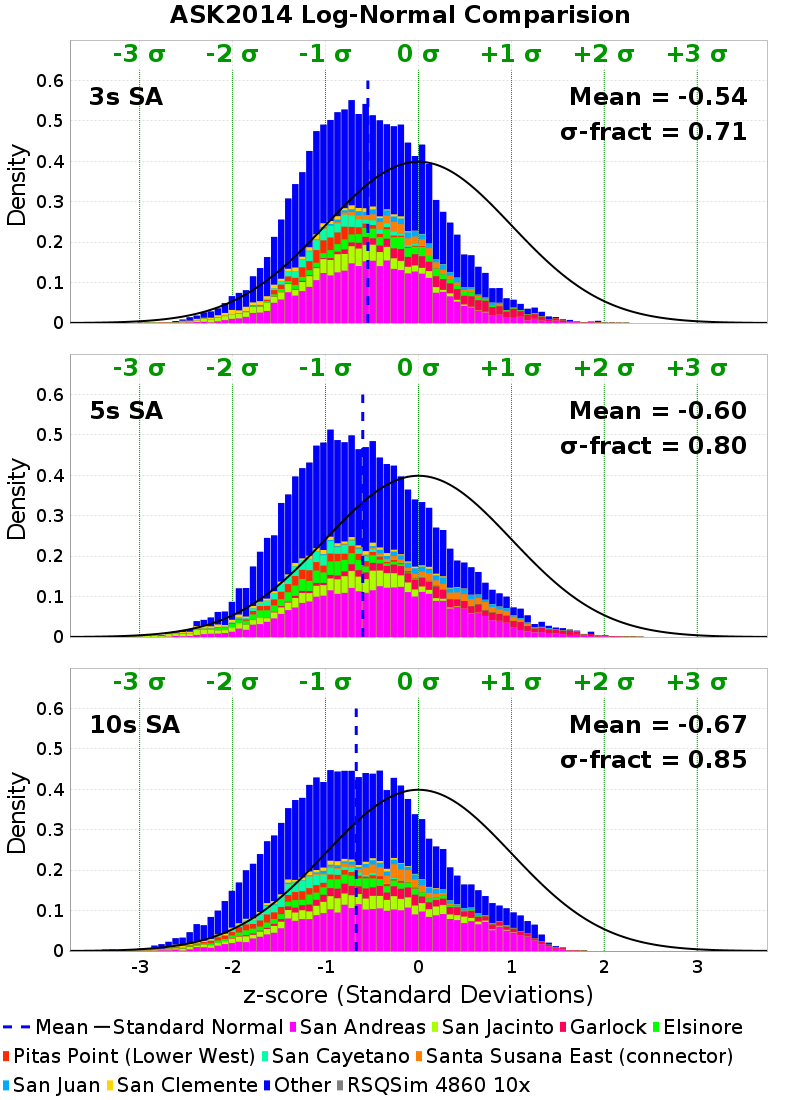 ASK2014 Log-Normal Comparision
-3 σ -2 σ -1 σ 0 σ +1 σ +2 σ +3 σ
3s SA
Mean = -0.54
σ-fract = 0.71
Density
0.6
0.5
0.4
0.3
0.2
0.1
0
-3 σ -2 σ -1 σ 0 σ +1 σ +2 σ +3 σ
5s SA
Mean = -0.60
σ-fract = 0.80
Density
0.6
0.5
0.4
0.3
0.2
0.1
0
-3 σ -2 σ -1 σ 0 σ +1 σ +2 σ +3 σ
10s SA
Mean = -0.67
σ-fract = 0.85
Density
0.6
0.5
0.4
0.3
0.2
0.1
0
-3 -2 -1 0 1 2 3
z-score (Standard Deviations)
Mean Standard Normal San Andreas San Jacinto Garlock Elsinore
Pitas Point (Lower West) San Cayetano Santa Susana East (connector)
San Juan San Clemente Other RSQSim 4860 10x